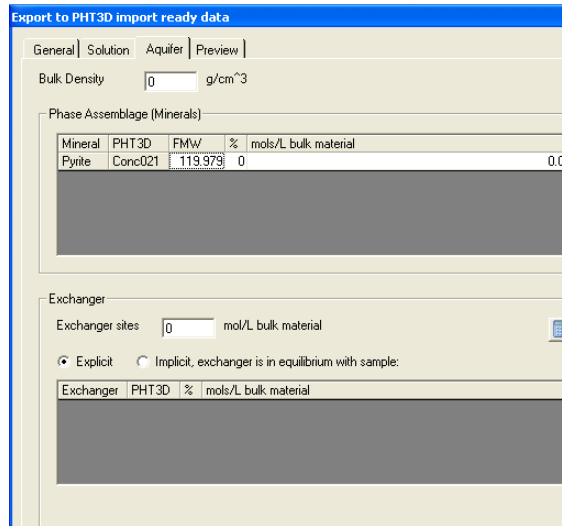 Export to PHT3D import ready data
General Solution Aquifer Preview
Bulk Density 0 g/cm^3
Phase Assemblage (Minerals)
Mineral PHT3D FMW % mols/L bulk material
Pyrite Conc021 119.979 0 0.0
Exchanger
Exchanger sites 0 mol/L bulk material
Explicit Implicit, exchanger is in equilibrium with sample:
Exchanger PHT3D % mols/L bulk material